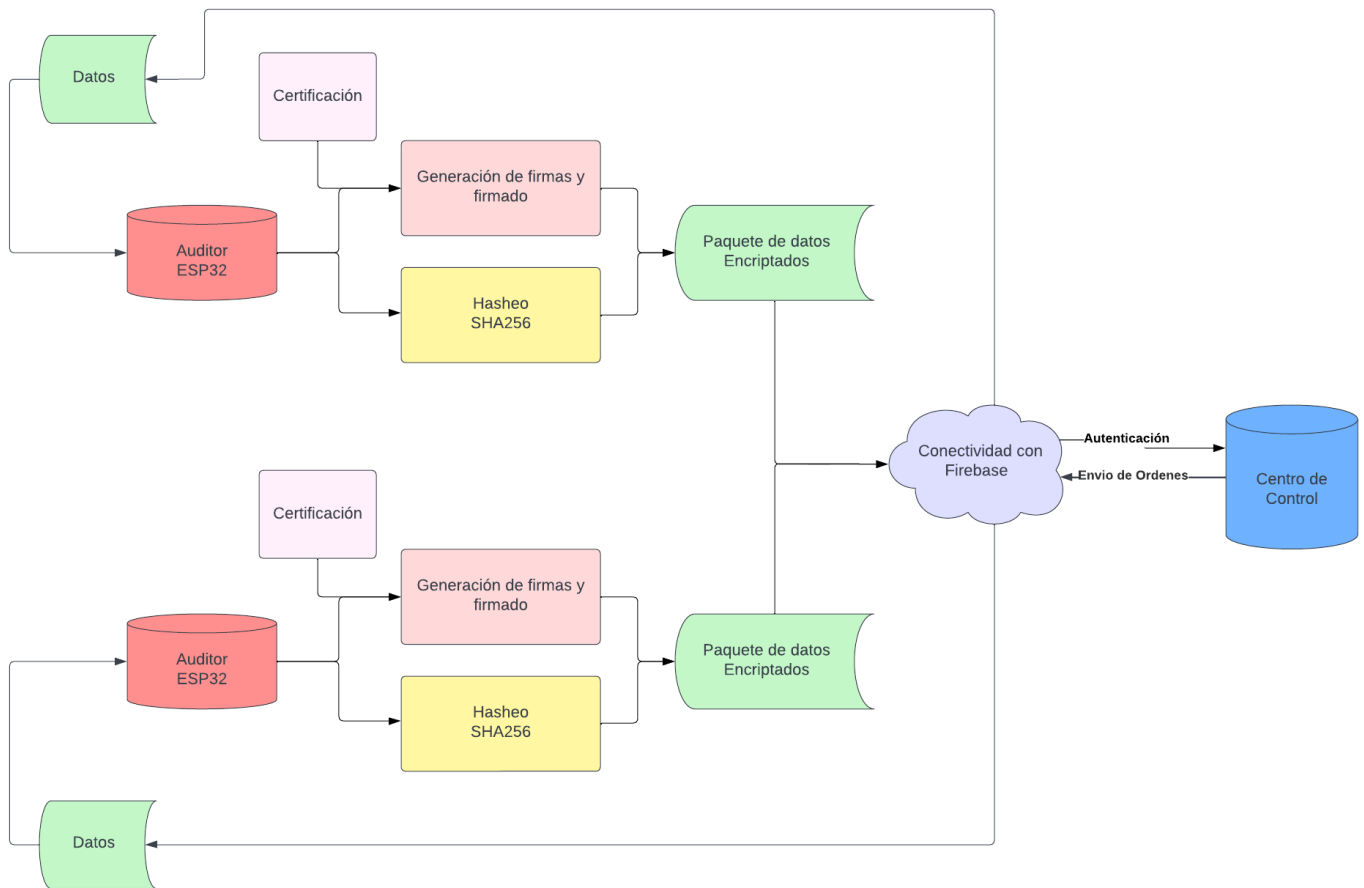 Datos
Certificación
Generación de firmas y
firmado
Auditor
ESP32
Hasheo
SHA256
Paquete de datos
Encriptados
Conectividad con
Firebase
Autenticación
Envio de Ordenes
Centro de
Control
Certificación
Generación de firmas y
firmado
Auditor
ESP32
Hasheo
SHA256
Paquete de datos
Encriptados
Datos